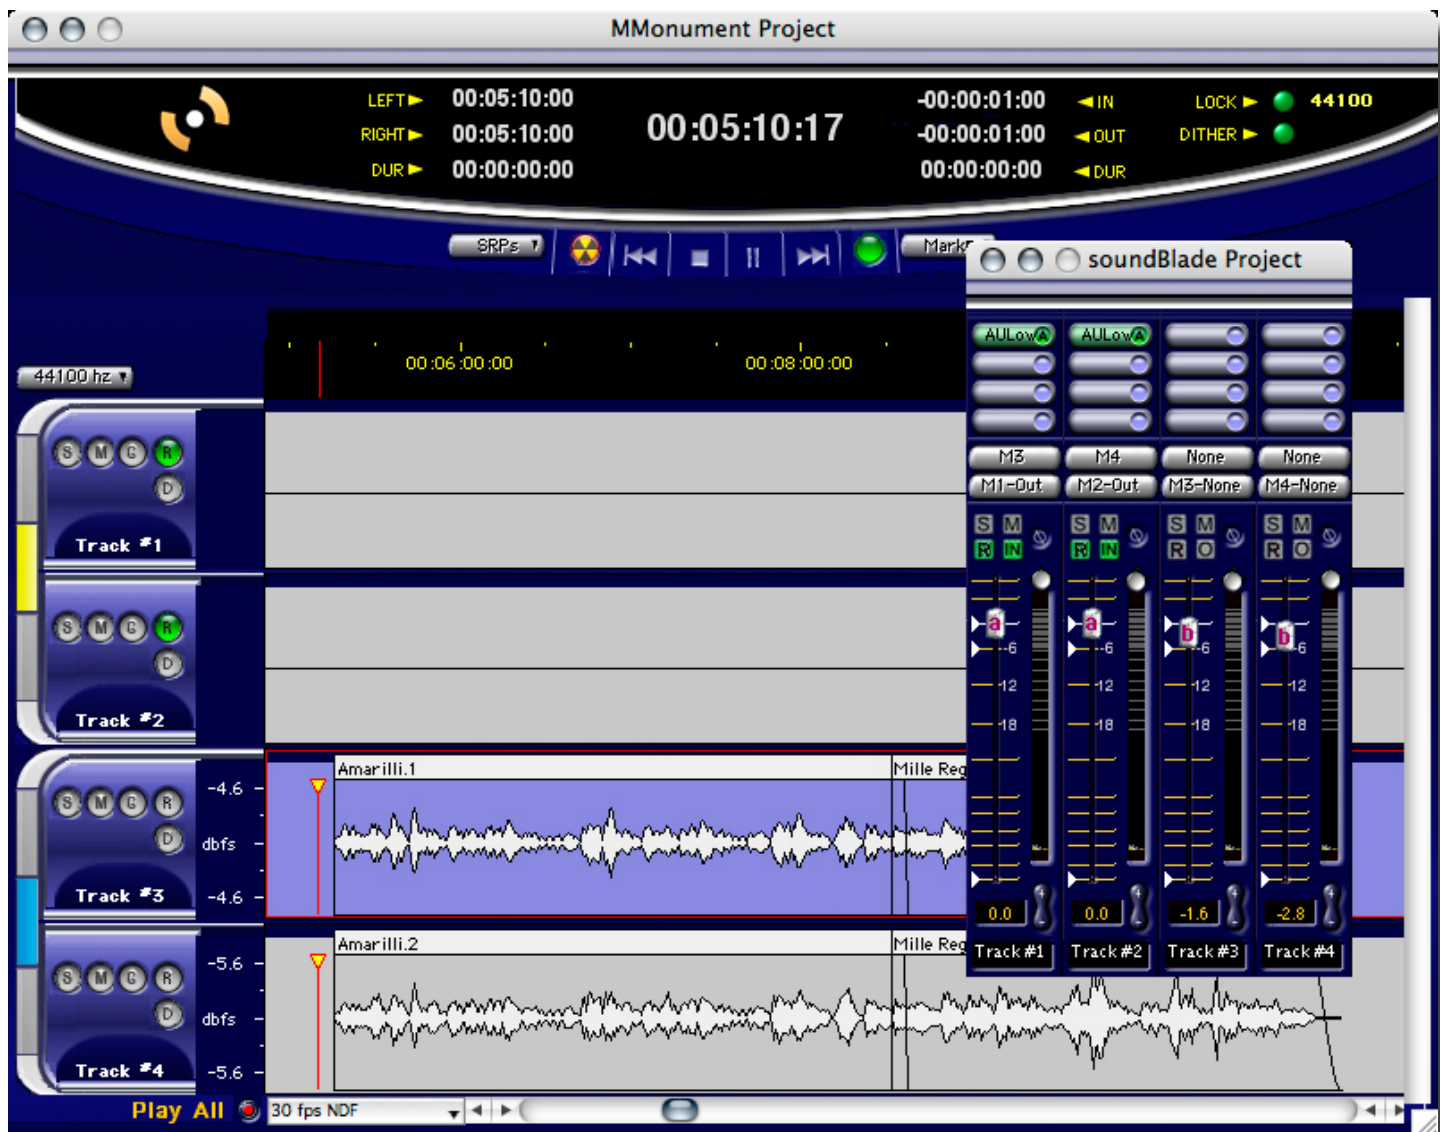 MMonument Project
LEFT 00:05:10:00
RIGHT 00:05:10:00
DUR 00:00:00:00
00:05:10:17
-00:00:01:00 IN
-00:00:01:00 OUT
00:00:00:00 DUR
LOCK 44100
DITHER
SRPs
soundBlade Project
00:06:00:00
00:08:00:00
44100 hz
S M G R
D
Track #1
S M G R
D
Track #2
S M G R
D
Track #3
-4.6
dbfs
-4.6
Amarilli.1
Mille
S M G R
D
Track #4
-5.6
dbfs
-5.6
Amarilli.2
Mille
AULow A
AULow A
M3 M4 None None
M1-Out M2-Out M3-None M4-None
S M S M S M S M
R IN R IN R O R O
a a b b
-6 -6 -6 -6
-12 -12 -12 -12
-18 -18 -18 -18
0.0 0.0 -1.6 -2.8
Track #1 Track #2 Track #3 Track #4
Play All
30 fps NDF